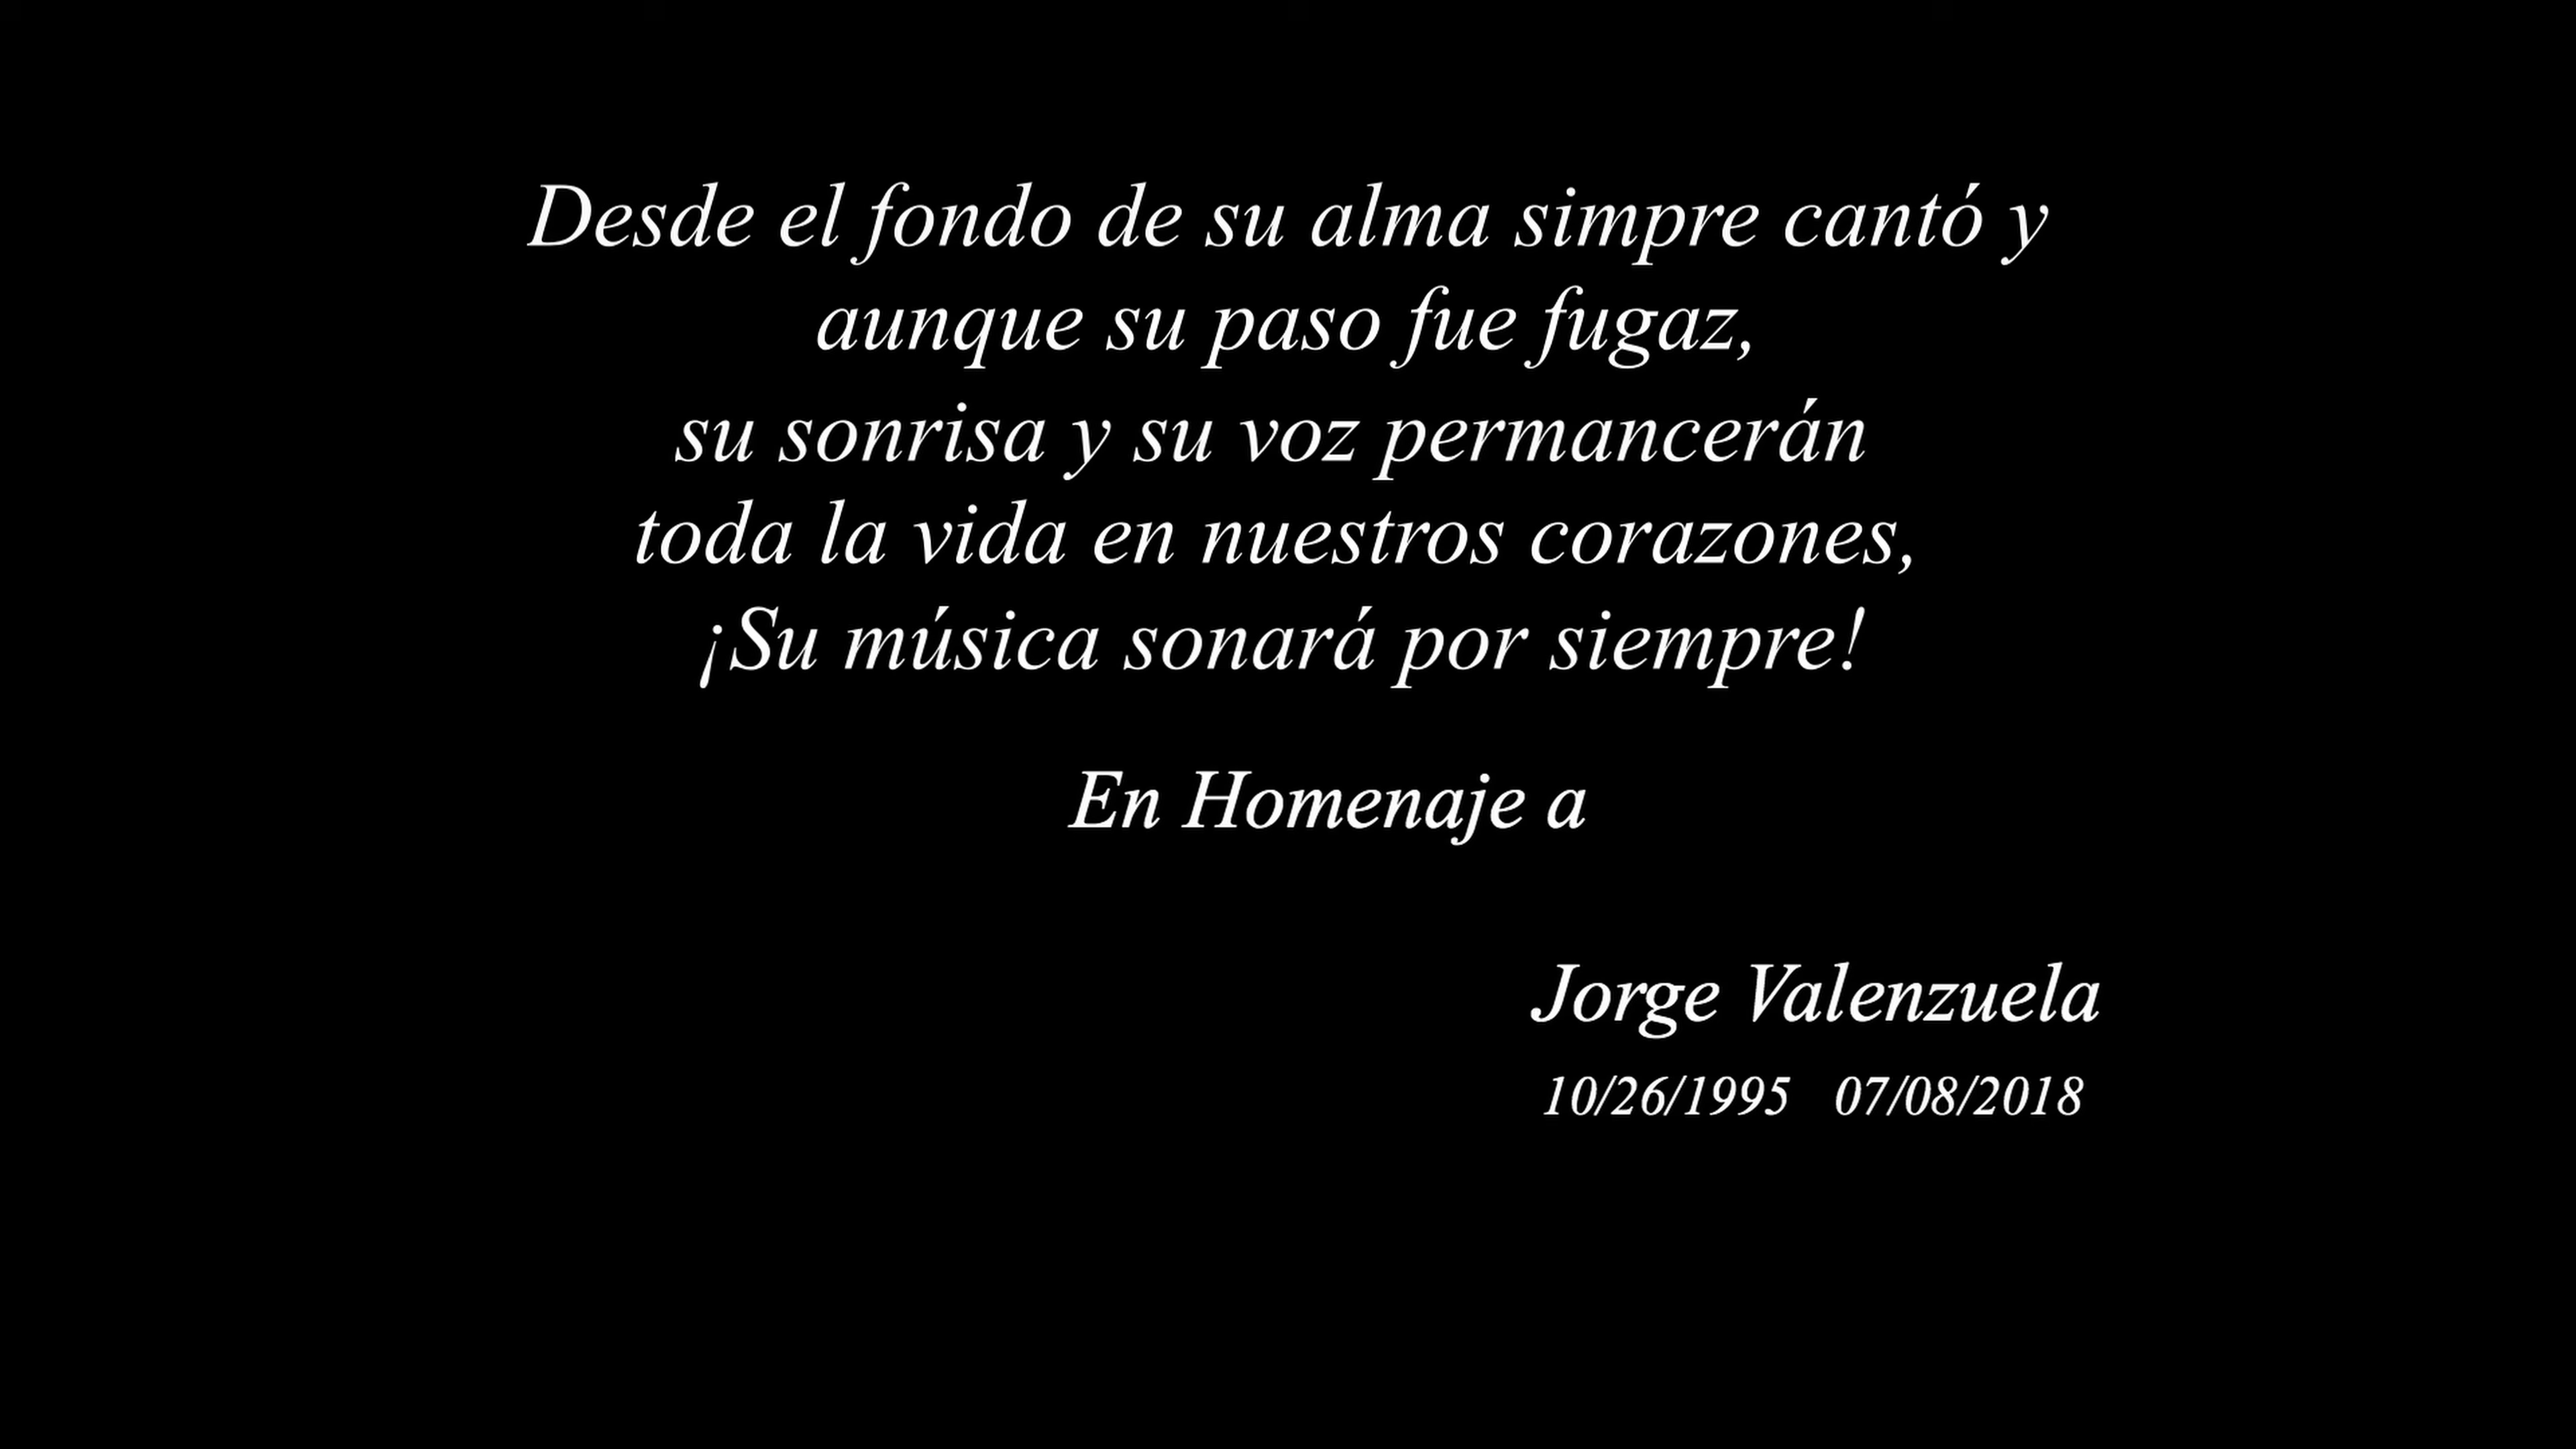 Desde el fondo de su alma simpre cantó y
aunque su paso fue fugaz,
su sonrisa y su voz permancerán
toda la vida en nuestros corazones,
¡Su música sonará por siempre!
En Homenaje a
Jorge Valenzuela
10/26/1995 07/08/2018